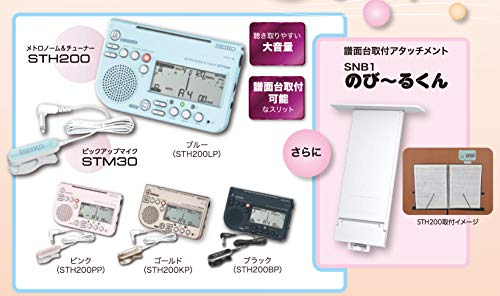 メトロノーム&チューナー
STH200
SEIKO
聴き取りやすい
大音量
譜面台取付
可能
なスリット
ピックアップマイク
STM30
ブルー
(STH200LP)
ピンク
(STH200PP)
ゴールド
(STH200KP)
ブラック
(STH200BP)
さらに
譜面台取付アタッチメント
SNB1
のび〜るくん
STH200取付イメージ